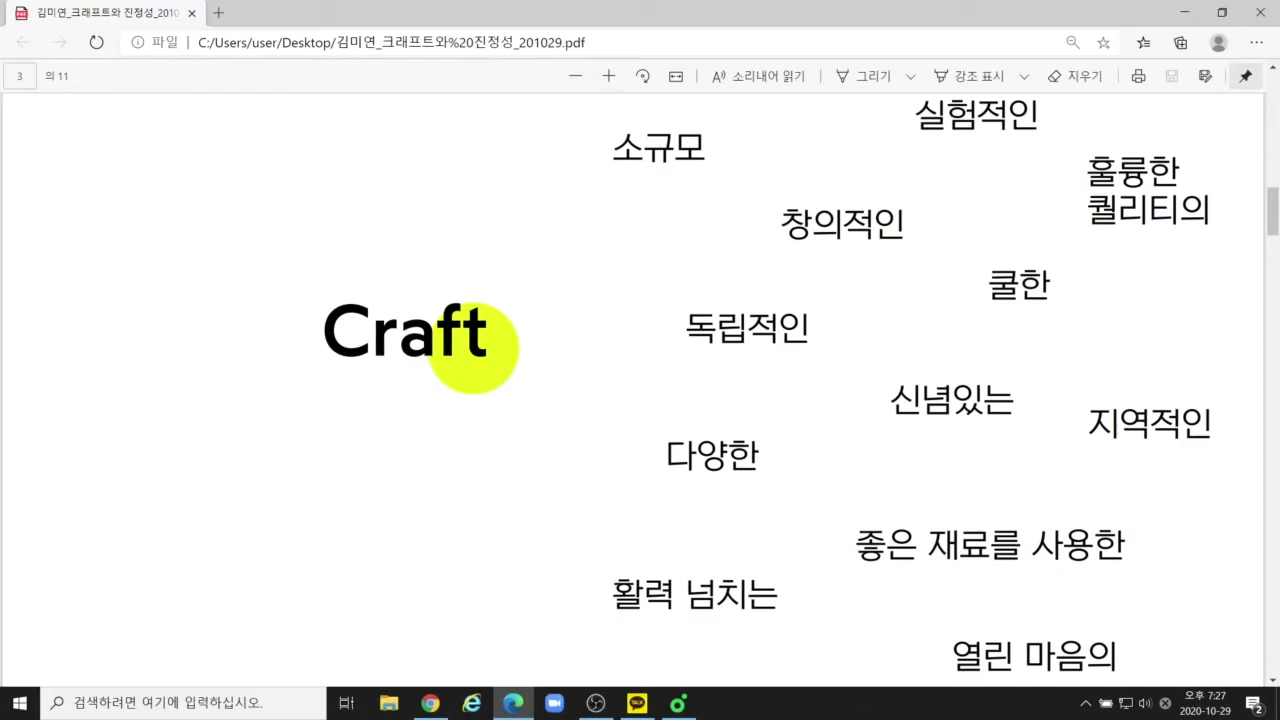 김미연_크래프트와 진정성_2010
파일
C:/Users/user/Desktop/김미연_크래프트와%20진정성_201029.pdf
3 의 11
소리내어 읽기
그리기
강조 표시
지우기
실험적인
소규모
훌륭한
퀄리티의
창의적인
쿨한
Craft
독립적인
신념있는
지역적인
다양한
좋은 재료를 사용한
활력 넘치는
열린 마음의
검색하려면 여기에 입력하십시오.
TALK
오후 7:27
2020-10-29
2